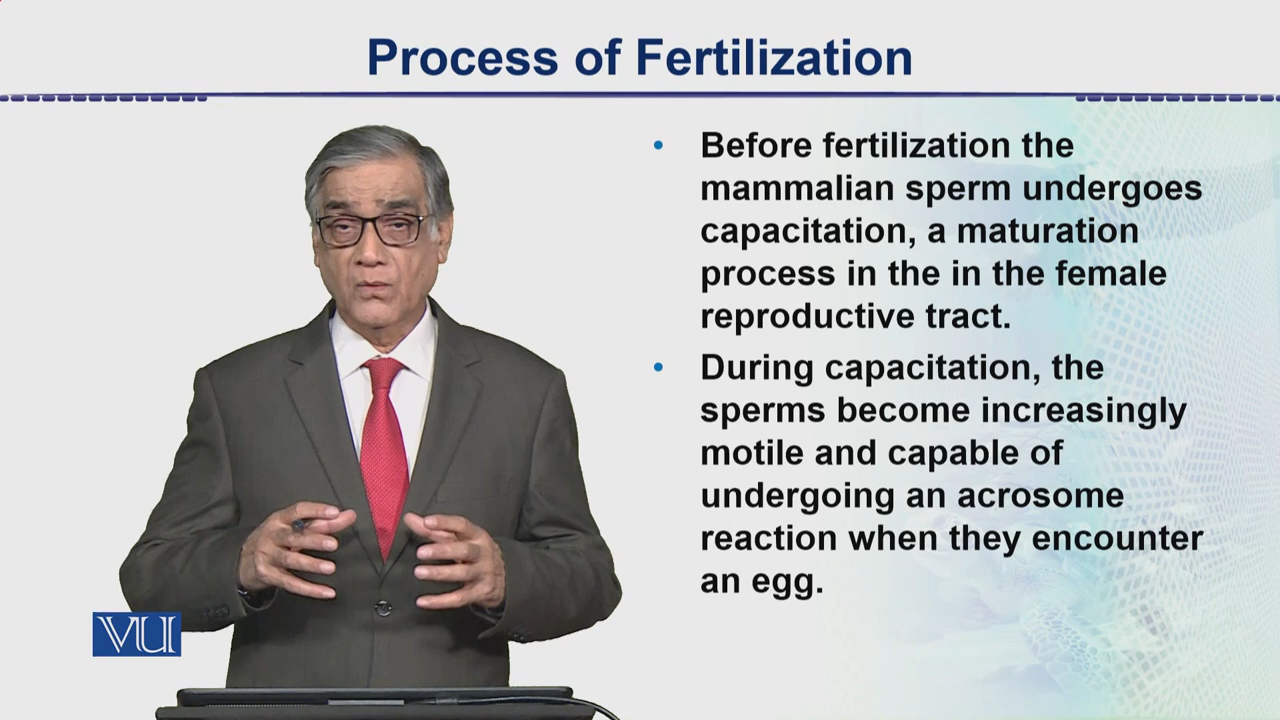 Process of Fertilization
• Before fertilization the
mammalian sperm undergoes
capacitation, a maturation
process in the in the female
reproductive tract.
• During capacitation, the
sperms become increasingly
motile and capable of
undergoing an acrosome
reaction when they encounter
an egg.
VU